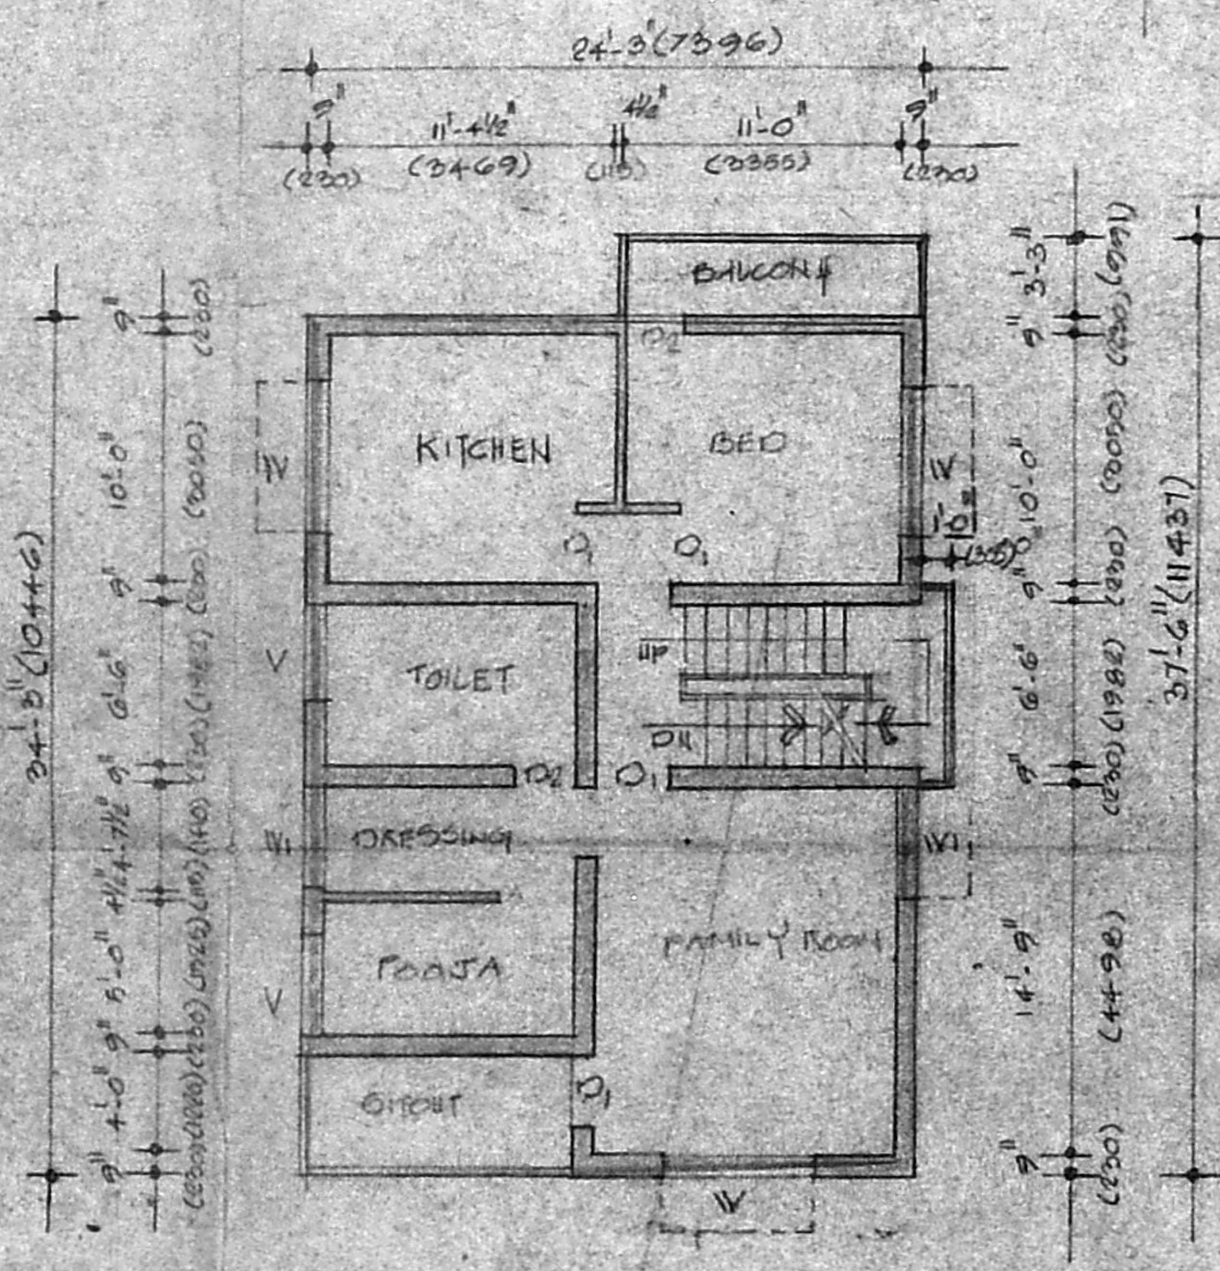 24'-3"(7396)
9" 11'-4½" 4½" 11'-0" 9"
(230) (3469) (115) (3355) (230)
BALCONY
D2
KITCHEN
BED
W
W
D1
D1
1'-0"
(305)
TOILET
V
UP
DN
D2
D1
DRESSING
W1
W1
FAMILY ROOM
POOJA
V
SITOUT
D1
W
34'-3"(10446)
9" 10'-0" 9" 6'-6" 9" 4'-7½" 4½" 5'-0" 9" 4'-0" 9"
(230) (3050) (230) (1982) (230) (110) (1525) (230) (230)
3'-3" 9" 10'-0" 9" 6'-6" 9" 14'-9" 9"
(991) (230) (3050) (230) (1982) (230) (4498) (230)
37'-6"(11437)